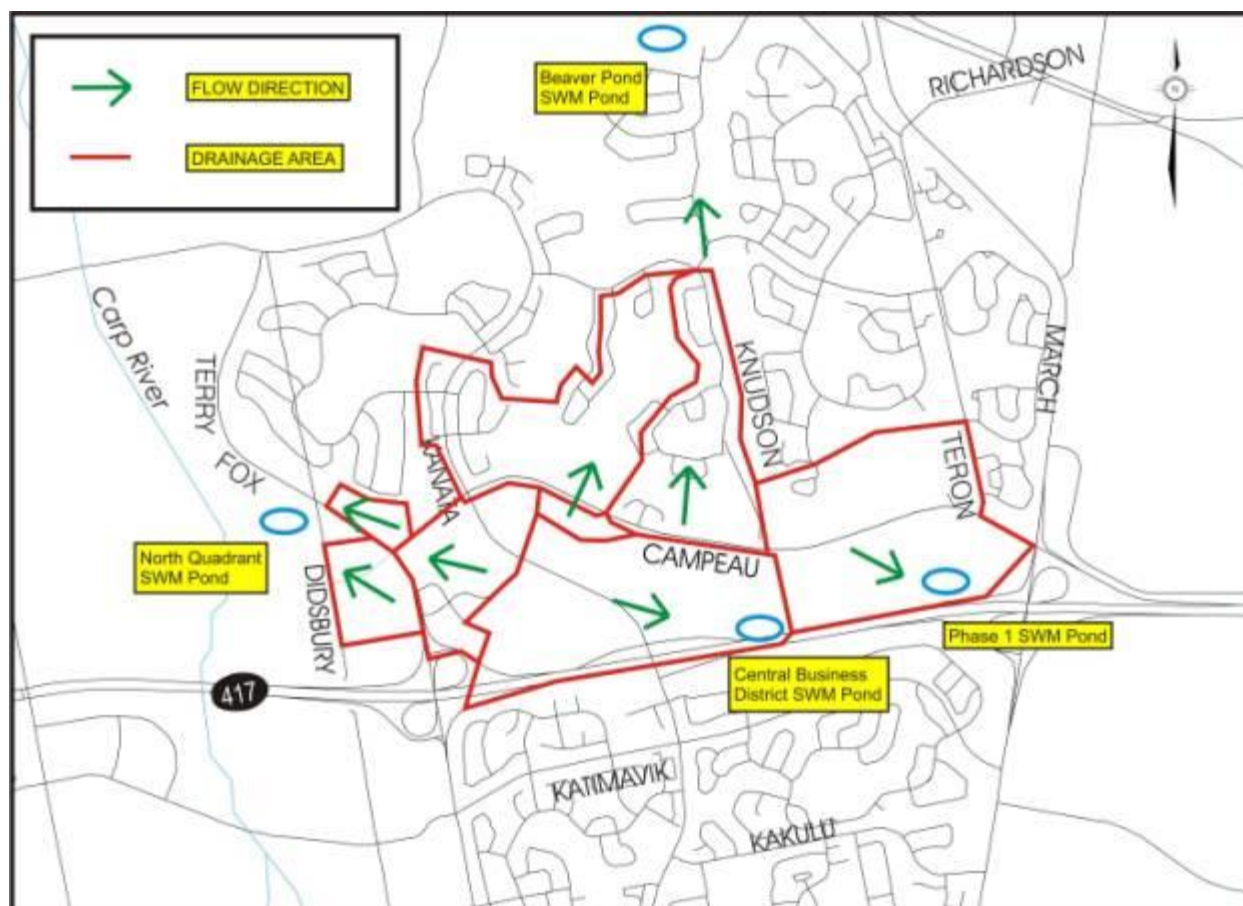 FLOW DIRECTION
DRAINAGE AREA
Beaver Pond
SWM Pond
RICHARDSON
N
Carp River
TERRY
FOX
KANATA
KNUDSON
MARCH
TERON
CAMPEAU
North Quadrant
SWM Pond
DIDSBURY
Phase 1 SWM Pond
Central Business
District SWM Pond
417
KATIMAVIK
KAKULU